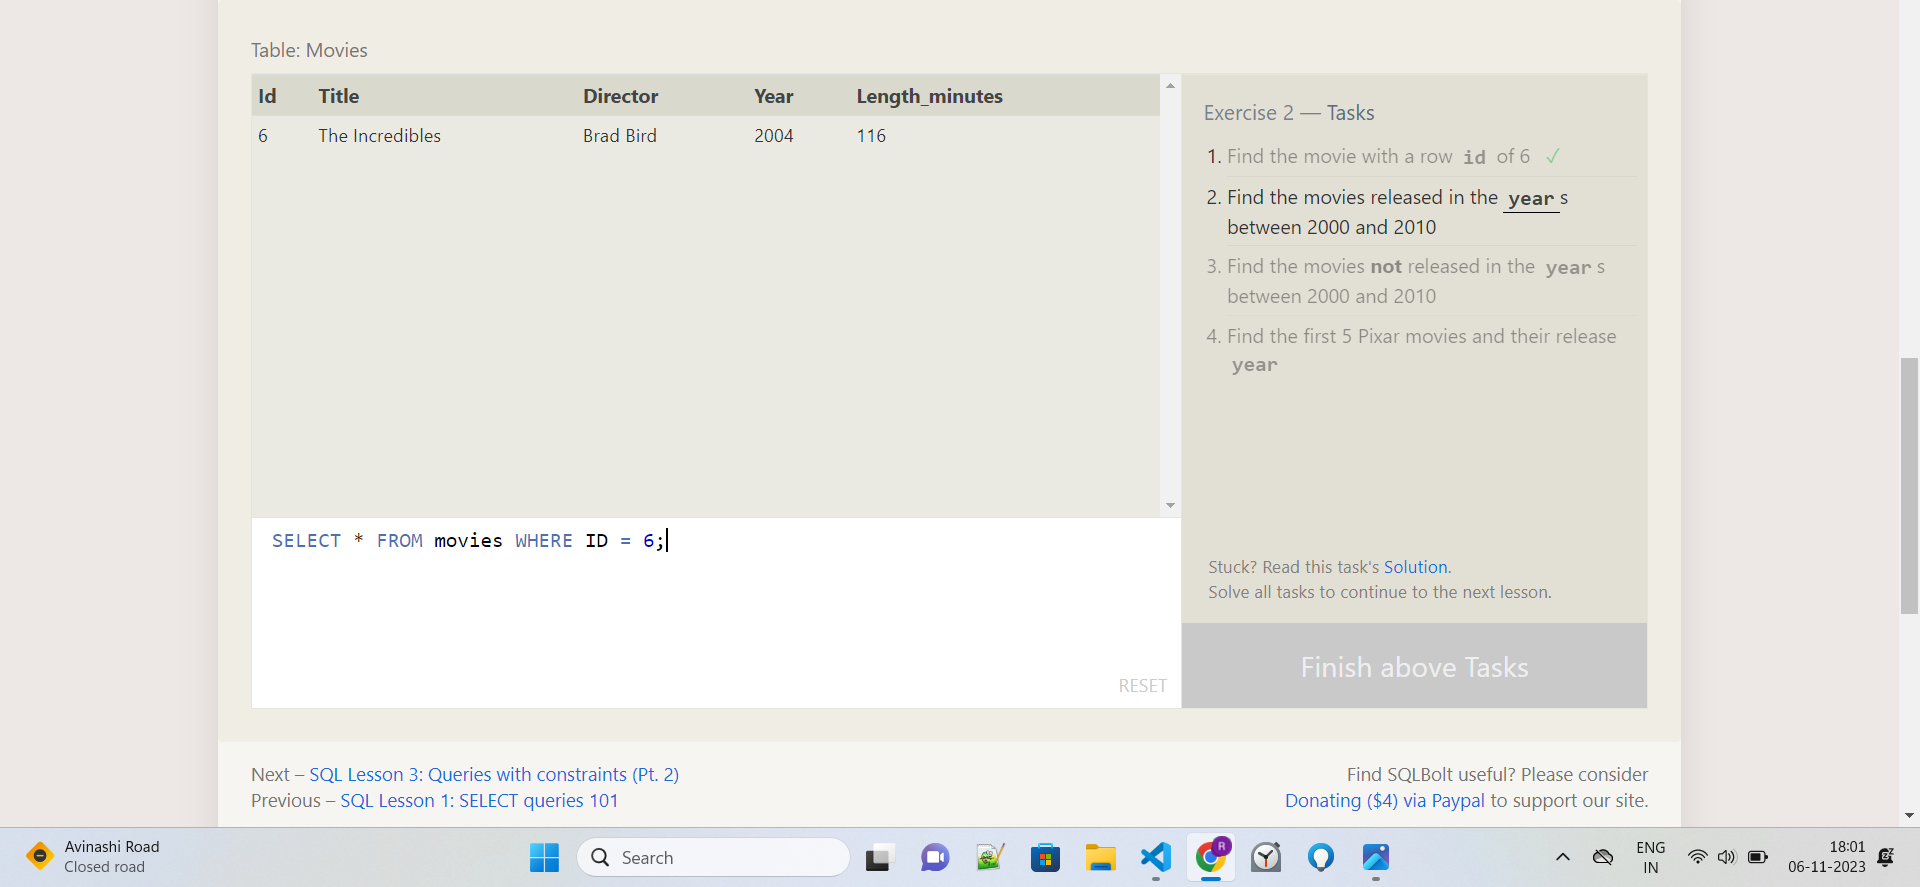 Table: Movies
Id Title Director Year Length_minutes
6 The Incredibles Brad Bird 2004 116
Exercise 2 — Tasks
1. Find the movie with a row id of 6 ✓
2. Find the movies released in the year s
between 2000 and 2010
3. Find the movies not released in the year s
between 2000 and 2010
4. Find the first 5 Pixar movies and their release
year
SELECT * FROM movies WHERE ID = 6;
RESET
Stuck? Read this task's Solution.
Solve all tasks to continue to the next lesson.
Finish above Tasks
Next – SQL Lesson 3: Queries with constraints (Pt. 2)
Previous – SQL Lesson 1: SELECT queries 101
Find SQLBolt useful? Please consider
Donating ($4) via Paypal to support our site.
Avinashi Road
Closed road
Search
R
ENG
IN
18:01
06-11-2023